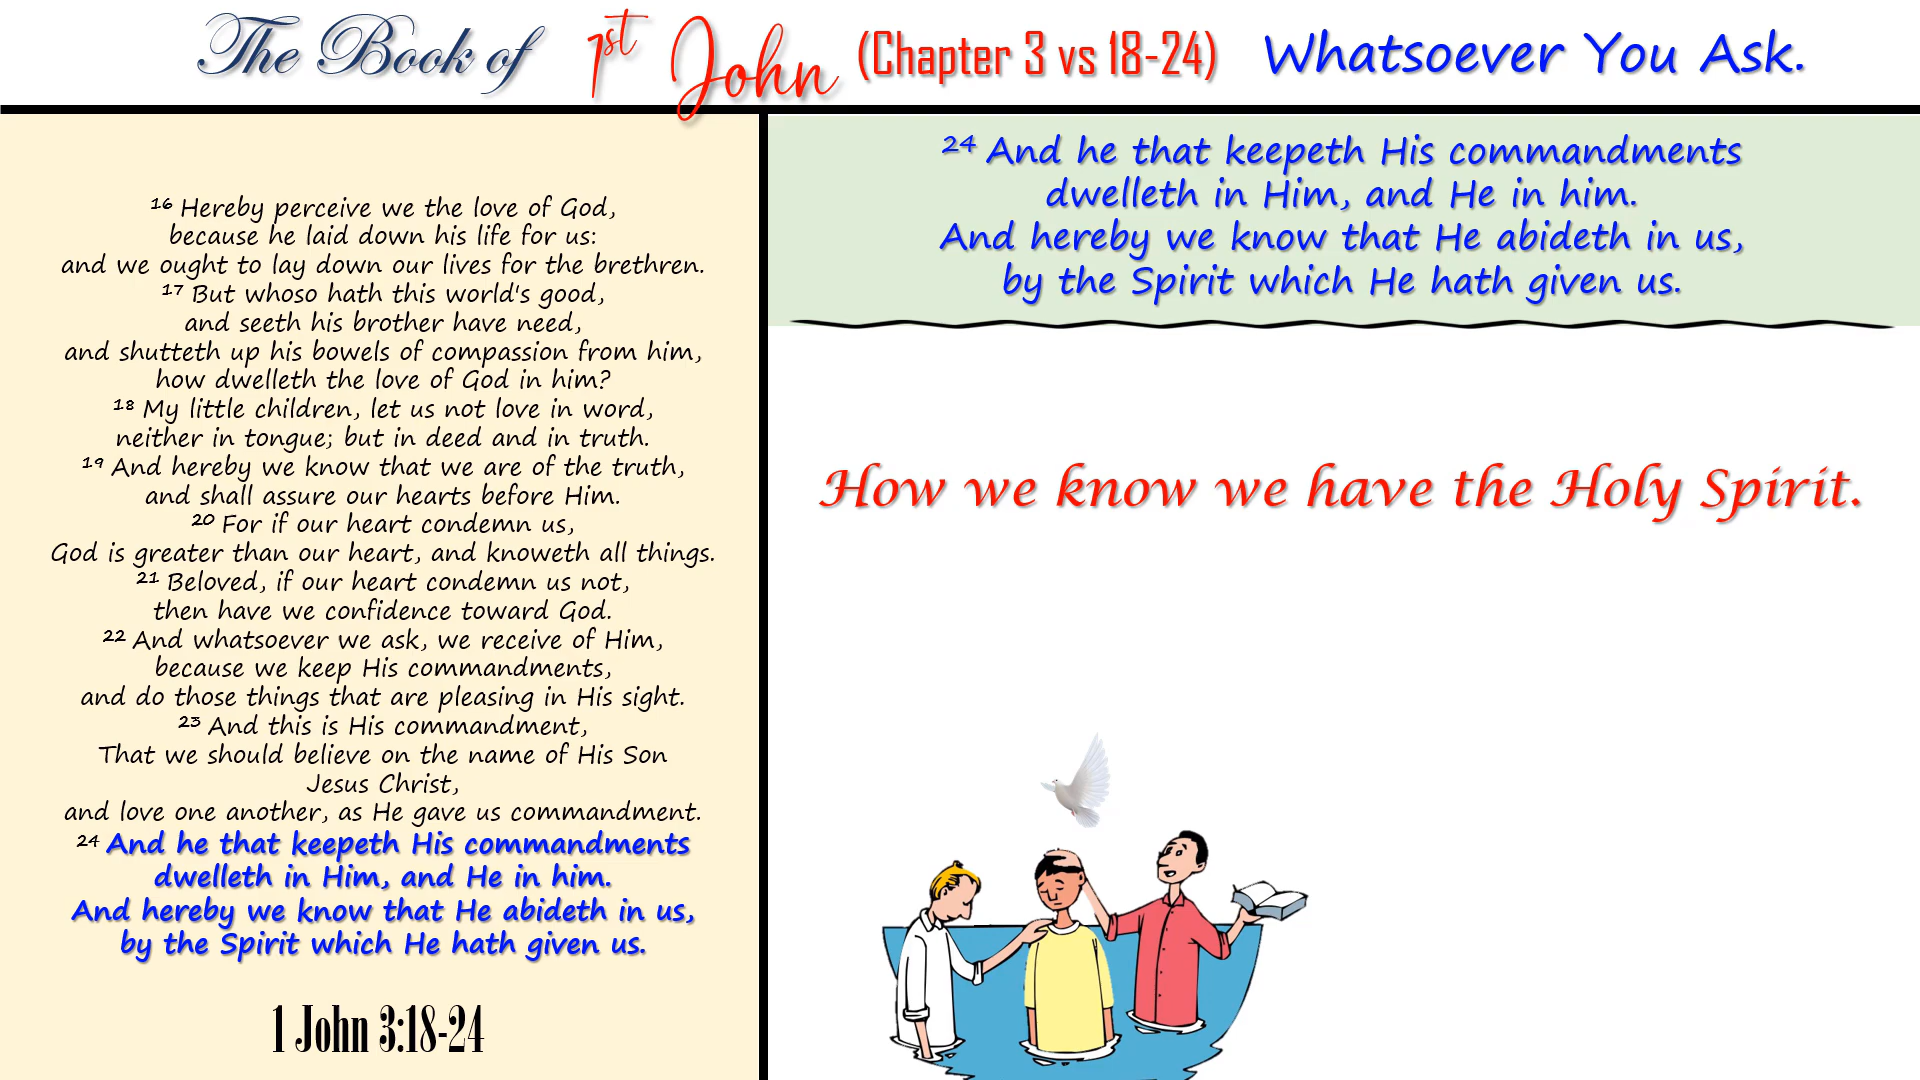 The Book of 1st John (Chapter 3 vs 18-24) Whatsoever You Ask.
16 Hereby perceive we the love of God,
because he laid down his life for us:
and we ought to lay down our lives for the brethren.
17 But whoso hath this world's good,
and seeth his brother have need,
and shutteth up his bowels of compassion from him,
how dwelleth the love of God in him?
18 My little children, let us not love in word,
neither in tongue; but in deed and in truth.
19 And hereby we know that we are of the truth,
and shall assure our hearts before Him.
20 For if our heart condemn us,
God is greater than our heart, and knoweth all things.
21 Beloved, if our heart condemn us not,
then have we confidence toward God.
22 And whatsoever we ask, we receive of Him,
because we keep His commandments,
and do those things that are pleasing in His sight.
23 And this is His commandment,
That we should believe on the name of His Son
Jesus Christ,
and love one another, as He gave us commandment.
24 And he that keepeth His commandments
dwelleth in Him, and He in him.
And hereby we know that He abideth in us,
by the Spirit which He hath given us.
1 John 3:18-24
24 And he that keepeth His commandments
dwelleth in Him, and He in him.
And hereby we know that He abideth in us,
by the Spirit which He hath given us.
How we know we have the Holy Spirit.